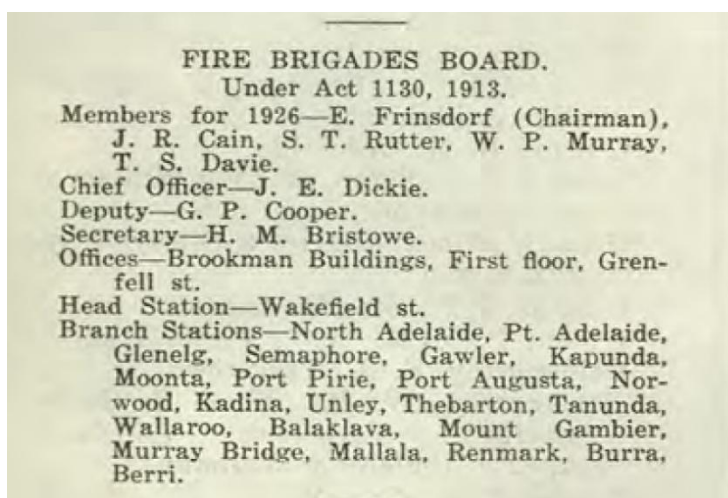 FIRE BRIGADES BOARD.
Under Act 1130, 1913.
Members for 1926—E. Frinsdorf (Chairman),
J. R. Cain, S. T. Rutter, W. P. Murray,
T. S. Davie.
Chief Officer—J. E. Dickie.
Deputy—G. P. Cooper.
Secretary—H. M. Bristowe.
Offices—Brookman Buildings, First floor, Gren-
fell st.
Head Station—Wakefield st.
Branch Stations—North Adelaide, Pt. Adelaide,
Glenelg, Semaphore, Gawler, Kapunda,
Moonta, Port Pirie, Port Augusta, Nor-
wood, Kadina, Unley, Thebarton, Tanunda,
Wallaroo, Balaklava, Mount Gambier,
Murray Bridge, Mallala, Renmark, Burra,
Berri.